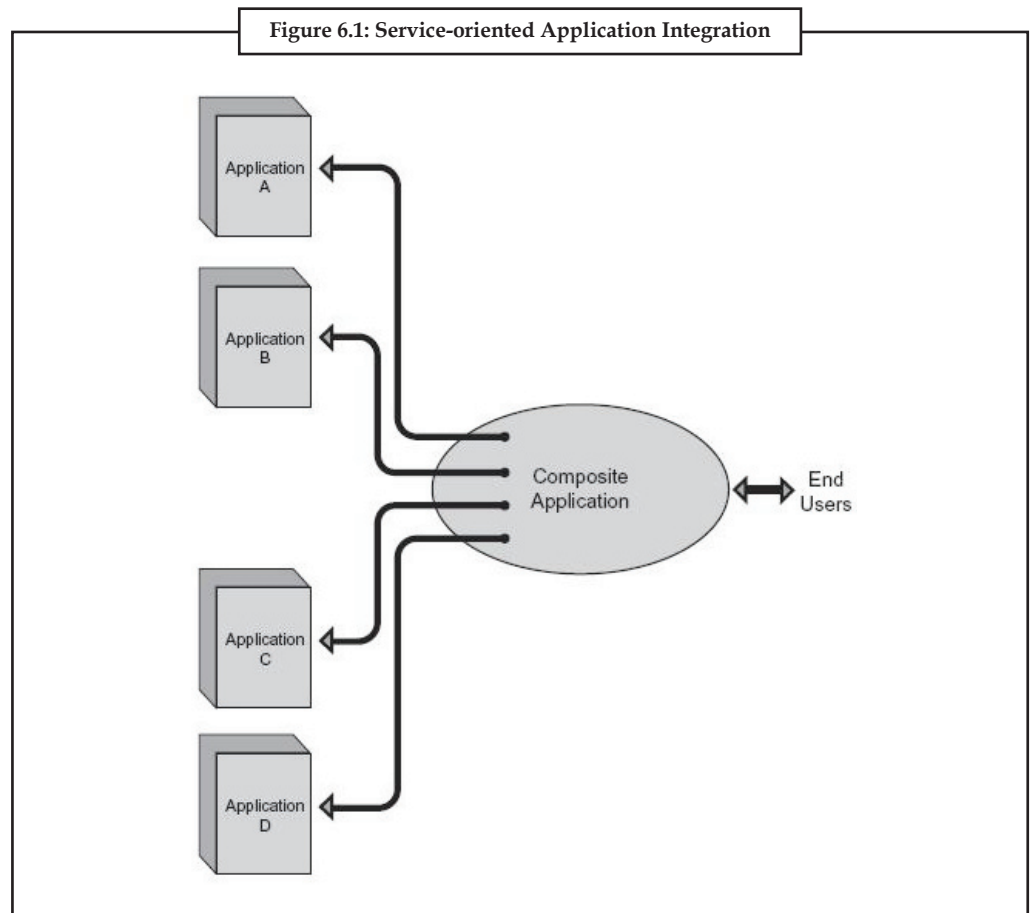 Figure 6.1: Service-oriented Application Integration
Application
A
Application
B
Composite
Application
End
Users
Application
C
Application
D